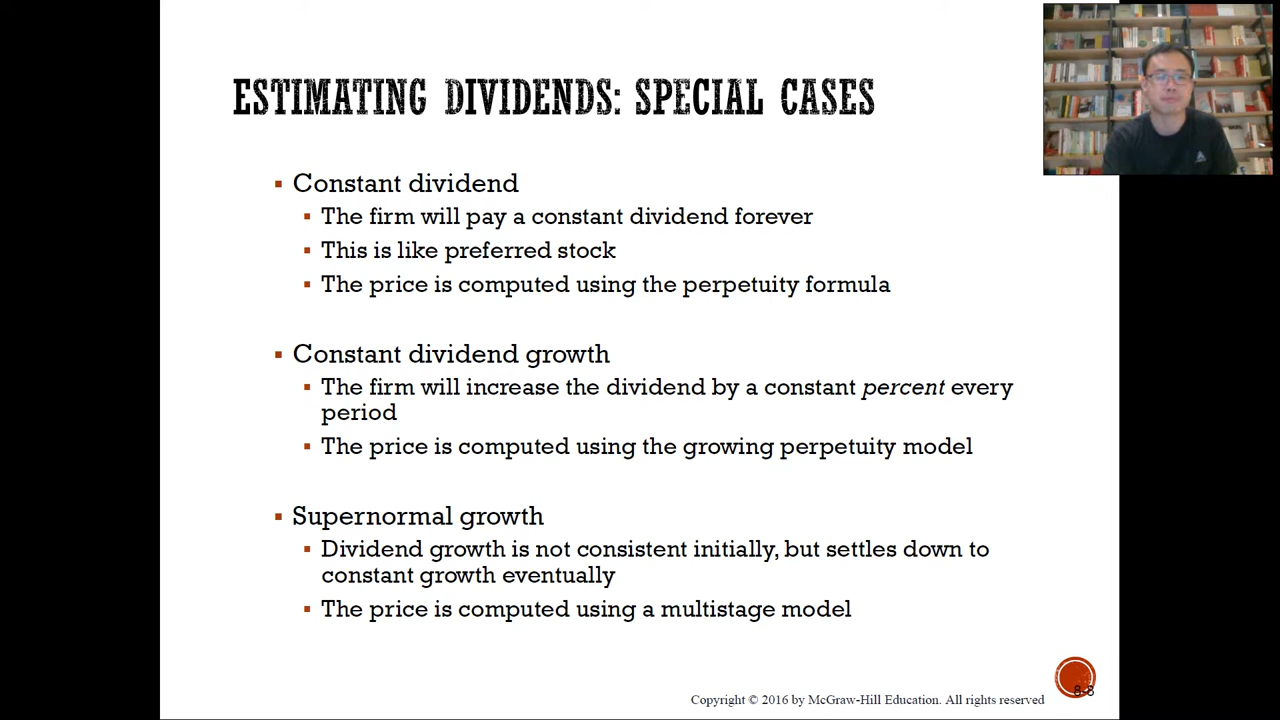 ESTIMATING DIVIDENDS: SPECIAL CASES
▪ Constant dividend
▪ The firm will pay a constant dividend forever
▪ This is like preferred stock
▪ The price is computed using the perpetuity formula
▪ Constant dividend growth
▪ The firm will increase the dividend by a constant percent every
period
▪ The price is computed using the growing perpetuity model
▪ Supernormal growth
▪ Dividend growth is not consistent initially, but settles down to
constant growth eventually
▪ The price is computed using a multistage model
8-8
Copyright © 2016 by McGraw-Hill Education. All rights reserved